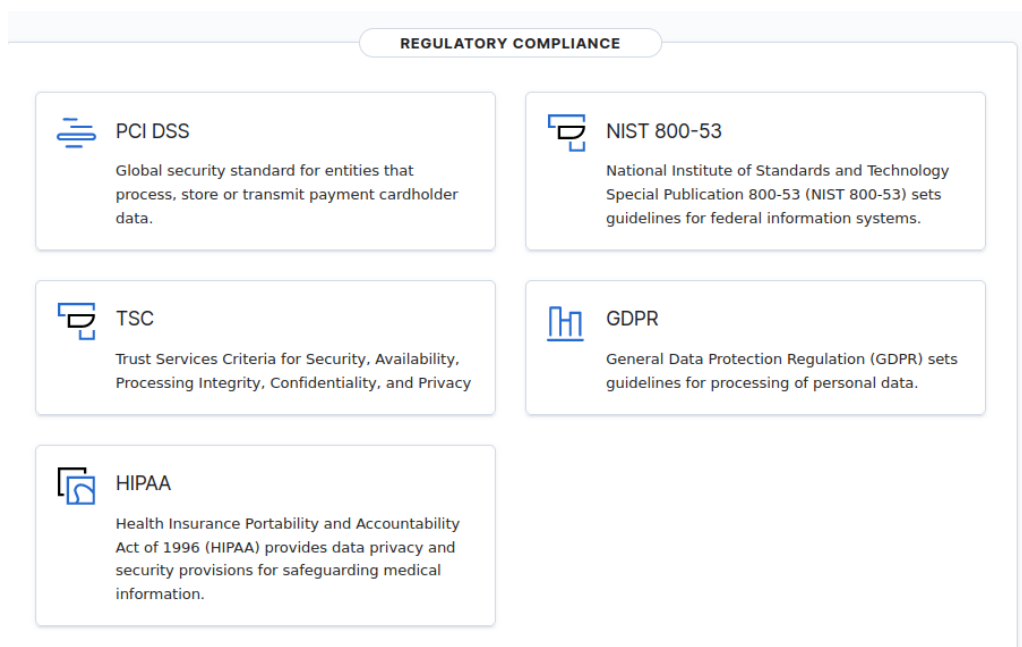 REGULATORY COMPLIANCE
PCI DSS
Global security standard for entities that
process, store or transmit payment cardholder
data.
NIST 800-53
National Institute of Standards and Technology
Special Publication 800-53 (NIST 800-53) sets
guidelines for federal information systems.
TSC
Trust Services Criteria for Security, Availability,
Processing Integrity, Confidentiality, and Privacy
GDPR
General Data Protection Regulation (GDPR) sets
guidelines for processing of personal data.
HIPAA
Health Insurance Portability and Accountability
Act of 1996 (HIPAA) provides data privacy and
security provisions for safeguarding medical
information.